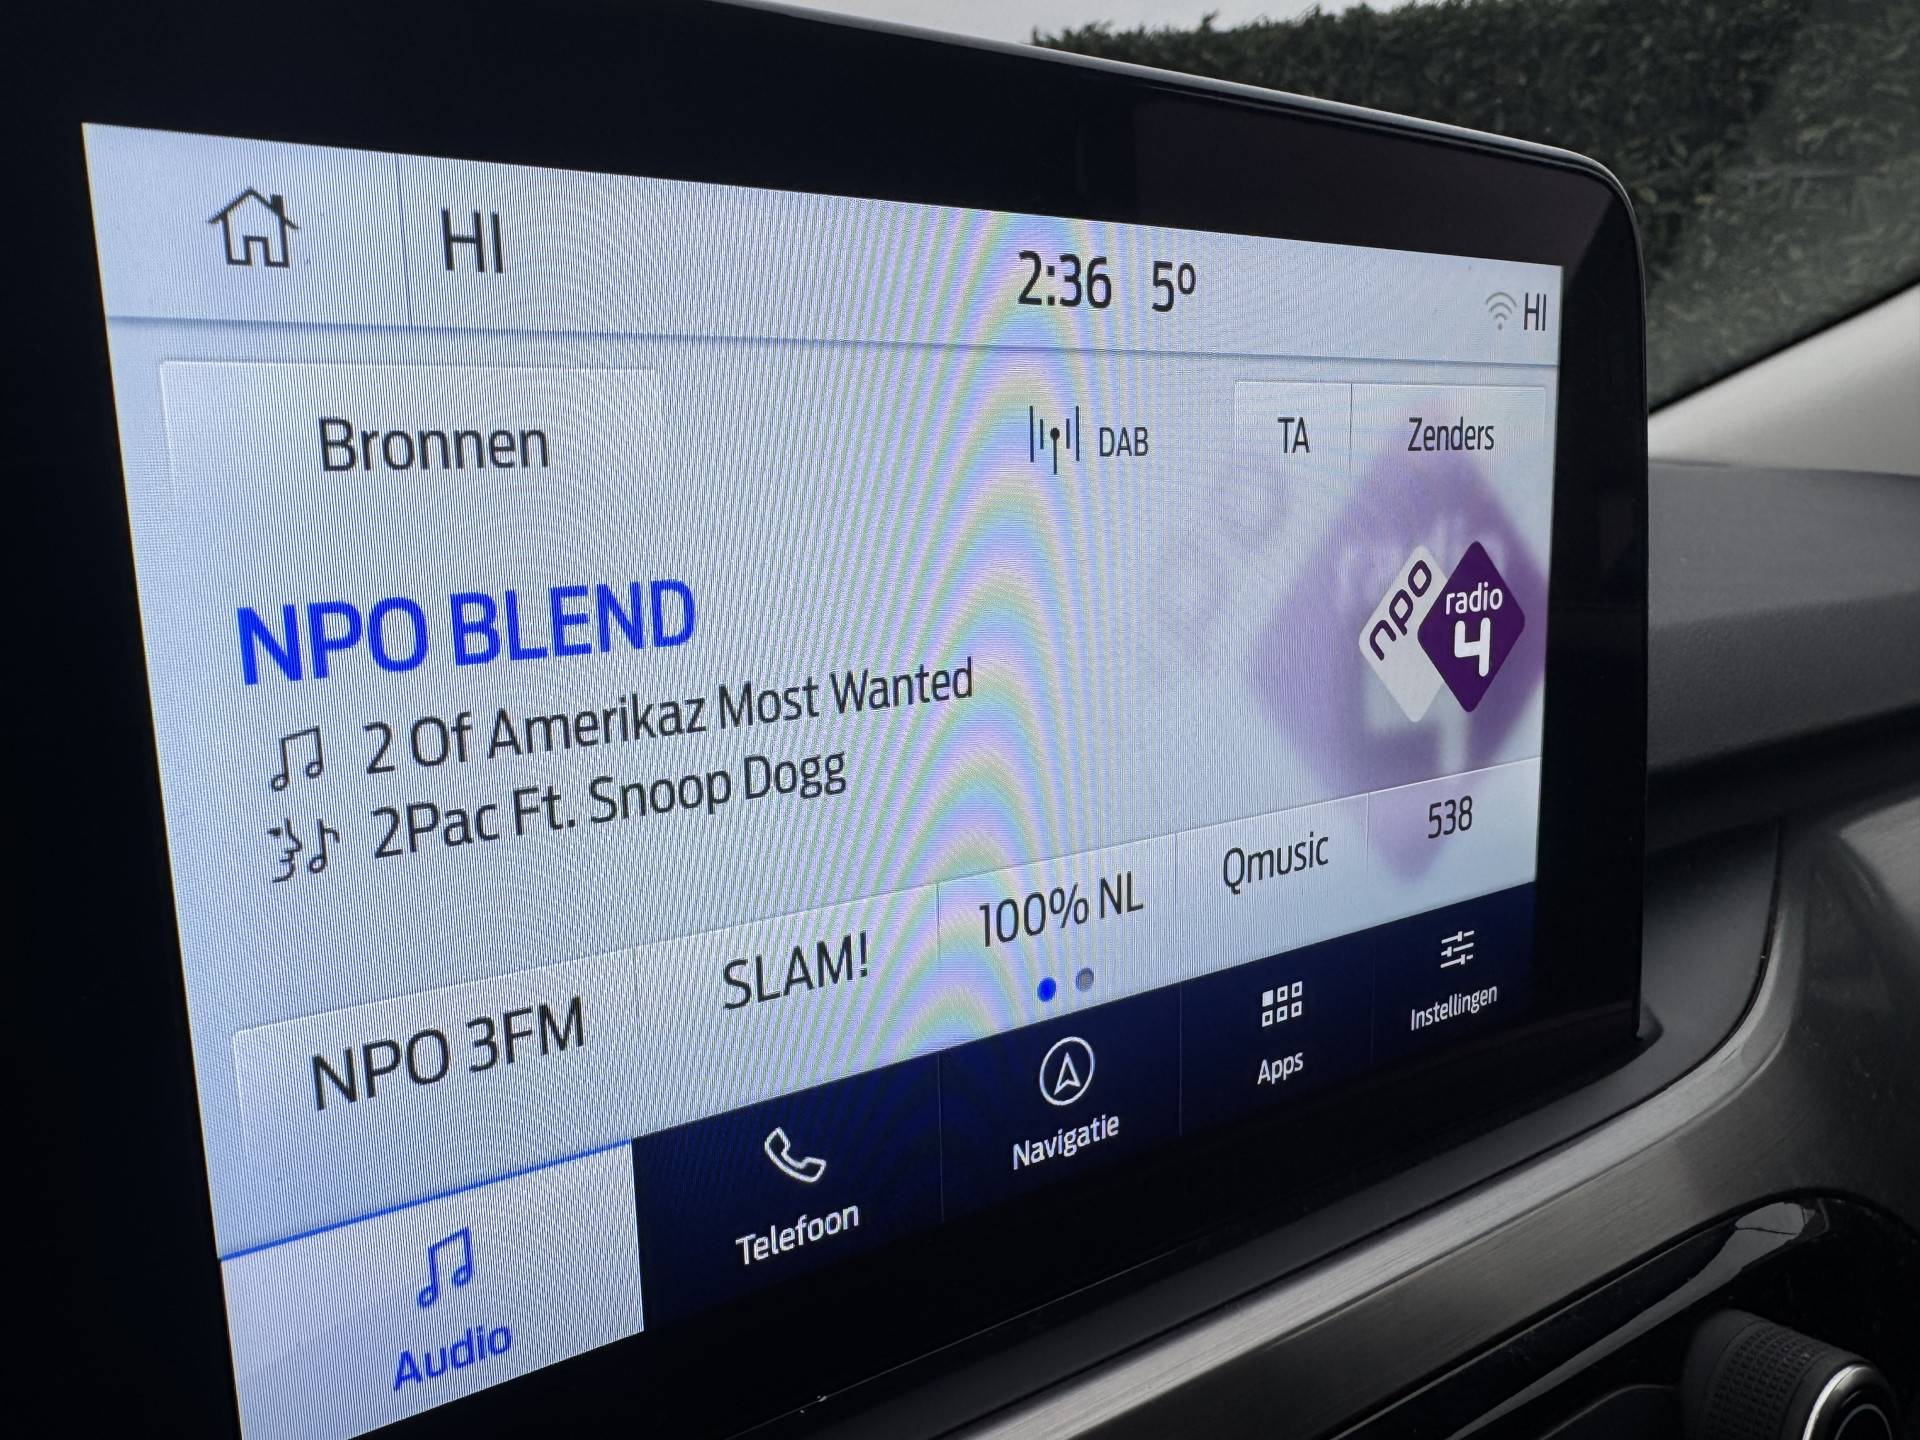 HI
2:36 5º
HI
Bronnen
DAB
TA
Zenders
NPO BLEND
2 Of Amerikaz Most Wanted
2Pac Ft. Snoop Dogg
npo
radio
4
NPO 3FM
SLAM!
100% NL
Qmusic
538
Audio
Telefoon
Navigatie
Apps
Instellingen